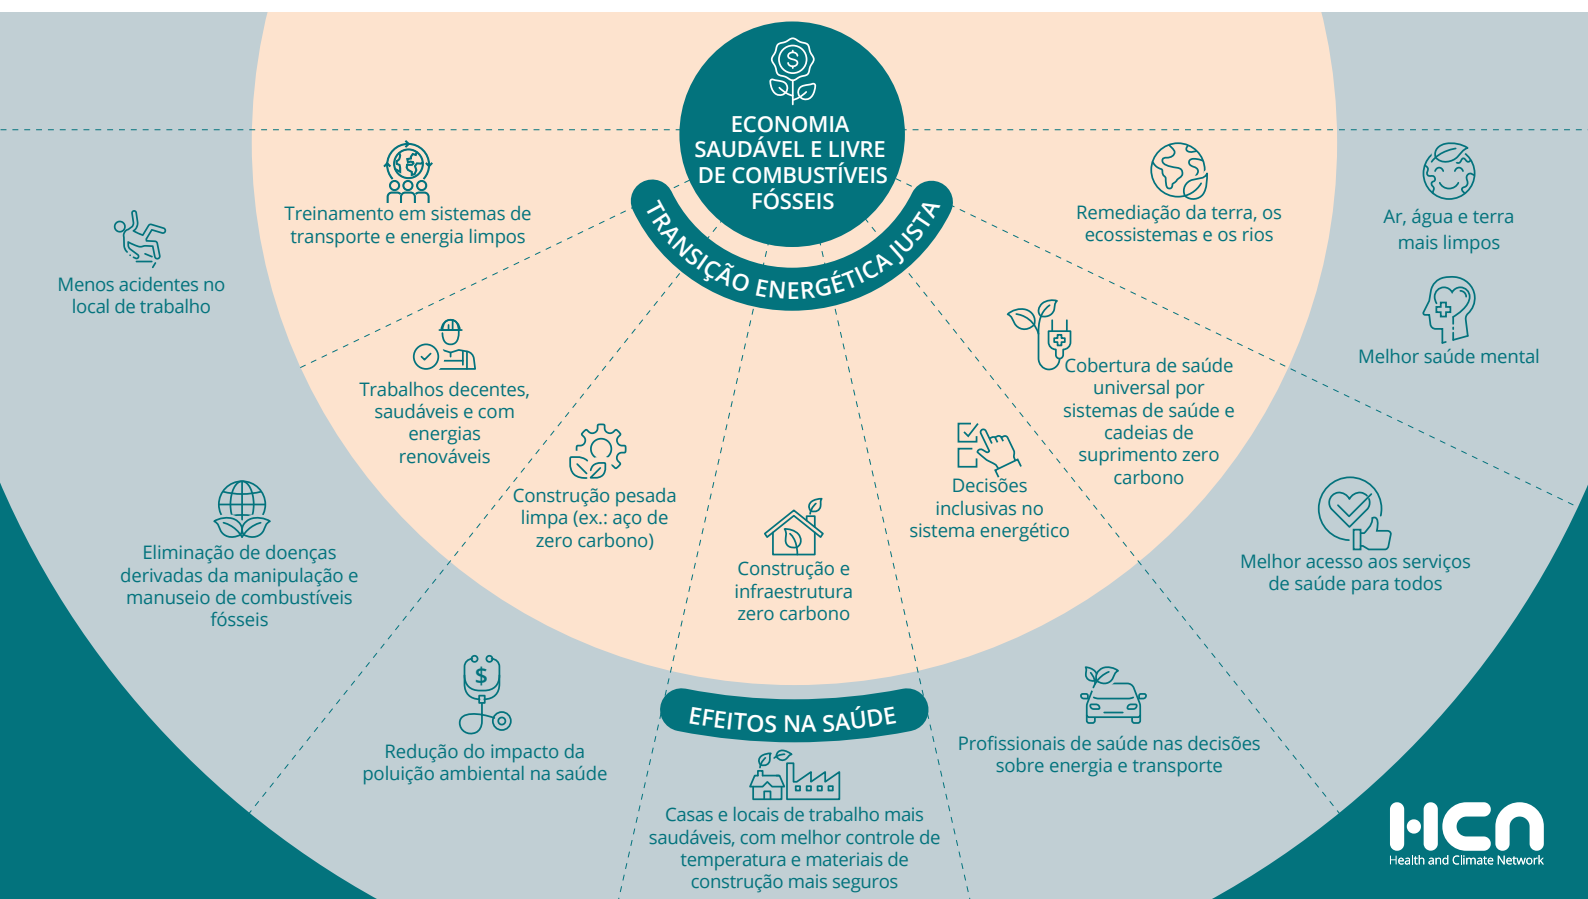 ECONOMIA
SAUDÁVEL E LIVRE
DE COMBUSTÍVEIS
FÓSSEIS
TRANSIÇÃO ENERGÉTICA JUSTA
Treinamento em sistemas de
transporte e energia limpos
Trabalhos decentes,
saudáveis e com
energias
renováveis
Construção pesada
limpa (ex.: aço de
zero carbono)
Construção e
infraestrutura
zero carbono
Decisões
inclusivas no
sistema energético
Cobertura de saúde
universal por
sistemas de saúde e
cadeias de
suprimento zero
carbono
Remediação da terra, os
ecossistemas e os rios
EFEITOS NA SAÚDE
Menos acidentes no
local de trabalho
Eliminação de doenças
derivadas da manipulação e
manuseio de combustíveis
fósseis
$
Redução do impacto da
poluição ambiental na saúde
Casas e locais de trabalho mais
saudáveis, com melhor controle de
temperatura e materiais de
construção mais seguros
Profissionais de saúde nas decisões
sobre energia e transporte
Melhor acesso aos serviços
de saúde para todos
Ar, água e terra
mais limpos
Melhor saúde mental
HCN
Health and Climate Network